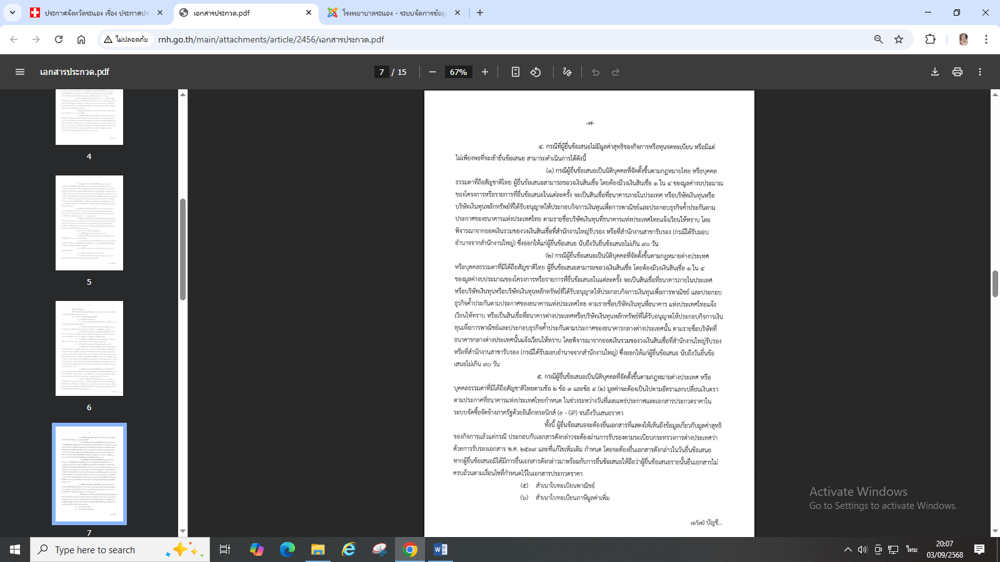 ประกาศจังหวัดระนอง เรื่อง ประกาศประ
เอกสารประกวด.pdf
โรงพยาบาลระนอง - ระบบจัดการข้อมู
ไม่ปลอดภัย
rnh.go.th/main/attachments/article/2456/เอกสารประกวด.pdf
เอกสารประกวด.pdf
7 / 15
67%
4
5
6
7
-๗-
๔. กรณีที่ผู้ยื่นข้อเสนอไม่มีมูลค่าสุทธิของกิจการหรือทุนจดทะเบียน หรือมีแต่
ไม่เพียงพอที่จะเข้ายื่นข้อเสนอ สามารถดำเนินการได้ดังนี้
(๑) กรณีผู้ยื่นข้อเสนอเป็นนิติบุคคลที่จัดตั้งขึ้นตามกฎหมายไทย หรือบุคคล
ธรรมดาที่ถือสัญชาติไทย ผู้ยื่นข้อเสนอสามารถขอวงเงินสินเชื่อ โดยต้องมีวงเงินสินเชื่อ ๑ ใน ๔ ของมูลค่างบประมาณ
ของโครงการหรือรายการที่ยื่นข้อเสนอในแต่ละครั้ง จะเป็นสินเชื่อที่ธนาคารภายในประเทศ หรือบริษัทเงินทุนหรือ
บริษัทเงินทุนหลักทรัพย์ที่ได้รับอนุญาตให้ประกอบกิจการเงินทุนเพื่อการพาณิชย์และประกอบธุรกิจค้ำประกันตาม
ประกาศของธนาคารแห่งประเทศไทย ตามรายชื่อบริษัทเงินทุนที่ธนาคารแห่งประเทศไทยแจ้งเวียนให้ทราบ โดย
พิจารณาจากยอดเงินรวมของวงเงินสินเชื่อที่สำนักงานใหญ่รับรอง หรือที่สำนักงานสาขารับรอง (กรณีได้รับมอบ
อำนาจจากสำนักงานใหญ่) ซึ่งออกให้แก่ผู้ยื่นข้อเสนอ นับถึงวันยื่นข้อเสนอไม่เกิน ๙๐ วัน
(๒) กรณีผู้ยื่นข้อเสนอเป็นนิติบุคคลที่จัดตั้งขึ้นตามกฎหมายต่างประเทศ
หรือบุคคลธรรมดาที่มิได้ถือสัญชาติไทย ผู้ยื่นข้อเสนอสามารถขอวงเงินสินเชื่อ โดยต้องมีวงเงินสินเชื่อ ๑ ใน ๔
ของมูลค่างบประมาณของโครงการหรือรายการที่ยื่นข้อเสนอในแต่ละครั้ง จะเป็นสินเชื่อที่ธนาคารภายในประเทศ
หรือบริษัทเงินทุนหรือบริษัทเงินทุนหลักทรัพย์ที่ได้รับอนุญาตให้ประกอบกิจการเงินทุนเพื่อการพาณิชย์ และประกอบ
ธุรกิจค้ำประกันตามประกาศของธนาคารแห่งประเทศไทย ตามรายชื่อบริษัทเงินทุนที่ธนาคาร แห่งประเทศไทยแจ้ง
เวียนให้ทราบ หรือเป็นสินเชื่อที่ธนาคารต่างประเทศหรือบริษัทเงินทุนหลักทรัพย์ที่ได้รับอนุญาตให้ประกอบกิจการเงิน
ทุนเพื่อการพาณิชย์และประกอบธุรกิจค้ำประกันตามประกาศของธนาคารกลางต่างประเทศนั้น ตามรายชื่อบริษัทที่
ธนาคารกลางต่างประเทศนั้นแจ้งเวียนให้ทราบ โดยพิจารณาจากยอดเงินรวมของวงเงินสินเชื่อที่สำนักงานใหญ่รับรอง
หรือที่สำนักงานสาขารับรอง (กรณีได้รับมอบอำนาจจากสำนักงานใหญ่) ซึ่งออกให้แก่ผู้ยื่นข้อเสนอ นับถึงวันยื่นข้อ
เสนอไม่เกิน ๙๐ วัน
๕. กรณีผู้ยื่นข้อเสนอเป็นนิติบุคคลที่จัดตั้งขึ้นตามกฎหมายต่างประเทศ หรือ
บุคคลธรรมดาที่มิได้ถือสัญชาติไทยตามข้อ ๒ ข้อ ๓ และข้อ ๔ (๒) มูลค่าจะต้องเป็นไปตามอัตราแลกเปลี่ยนเงินตรา
ตามประกาศที่ธนาคารแห่งประเทศไทยกำหนด ในช่วงระหว่างวันที่เผยแพร่ประกาศและเอกสารประกวดราคาใน
ระบบจัดซื้อจัดจ้างภาครัฐด้วยอิเล็กทรอนิกส์ (e - GP) จนถึงวันเสนอราคา
ทั้งนี้ ผู้ยื่นข้อเสนอจะต้องยื่นเอกสารที่แสดงให้เห็นถึงข้อมูลเกี่ยวกับมูลค่าสุทธิ
ของกิจการแล้วแต่กรณี ประกอบกับเอกสารดังกล่าวจะต้องผ่านการรับรองตามระเบียบกระทรวงการต่างประเทศว่า
ด้วยการรับรองเอกสาร พ.ศ. ๒๕๓๙ และที่แก้ไขเพิ่มเติม กำหนด โดยจะต้องยื่นเอกสารดังกล่าวในวันยื่นข้อเสนอ
หากผู้ยื่นข้อเสนอมิได้มีการยื่นเอกสารดังกล่าวมาพร้อมกับการยื่นข้อเสนอให้ถือว่าผู้ยื่นข้อเสนอรายนั้นยื่นเอกสารไม่
ครบถ้วนตามเงื่อนไขที่กำหนดไว้ในเอกสารประกวดราคา
(๕) สำเนาใบทะเบียนพาณิชย์
(๖) สำเนาใบทะเบียนภาษีมูลค่าเพิ่ม
๘/(๗) บัญชี...
Activate Windows
Go to Settings to activate Windows.
Type here to search
ไทย
20:07
03/09/2568